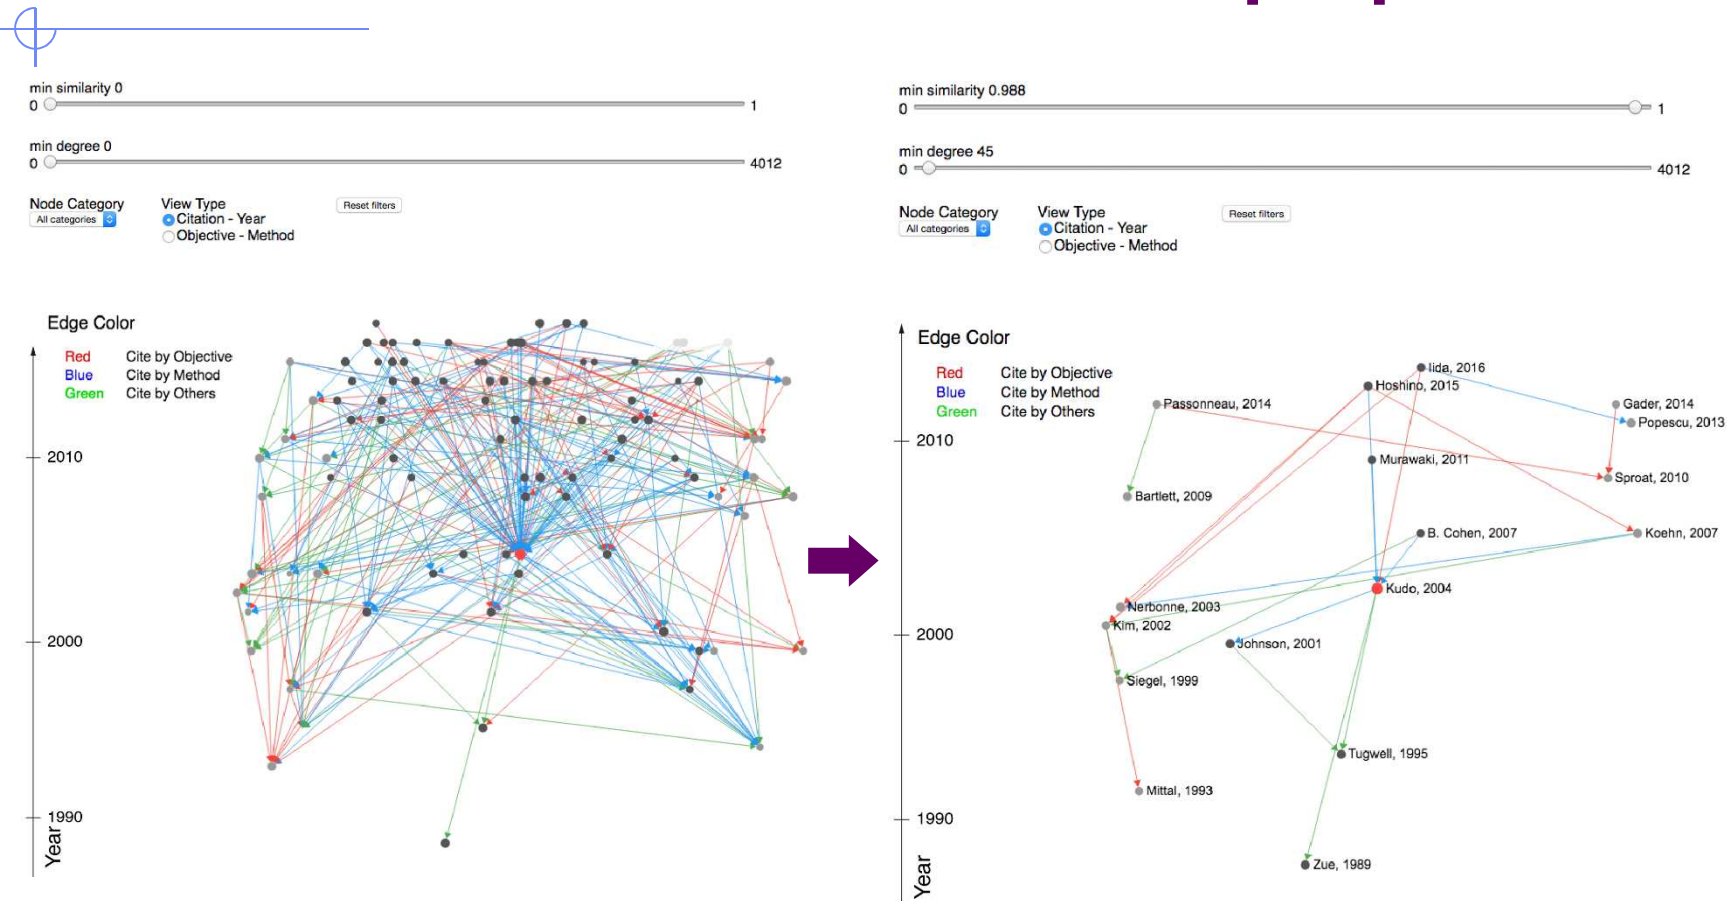 min similarity 0
0 1
min degree 0
0 4012
Node Category
All categories
View Type
Citation - Year
Objective - Method
Reset filters
Edge Color
Red Cite by Objective
Blue Cite by Method
Green Cite by Others
2010
2000
1990
Year
min similarity 0.988
0 1
min degree 45
0 4012
Node Category
All categories
View Type
Citation - Year
Objective - Method
Reset filters
Edge Color
Red Cite by Objective
Blue Cite by Method
Green Cite by Others
2010
2000
1990
Year
Iida, 2016
Hoshino, 2015
Passonneau, 2014
Gader, 2014
Popescu, 2013
Murawaki, 2011
Sproat, 2010
Bartlett, 2009
B. Cohen, 2007
Koehn, 2007
Kudo, 2004
Nerbonne, 2003
Kim, 2002
Johnson, 2001
Siegel, 1999
Tugwell, 1995
Mittal, 1993
Zue, 1989